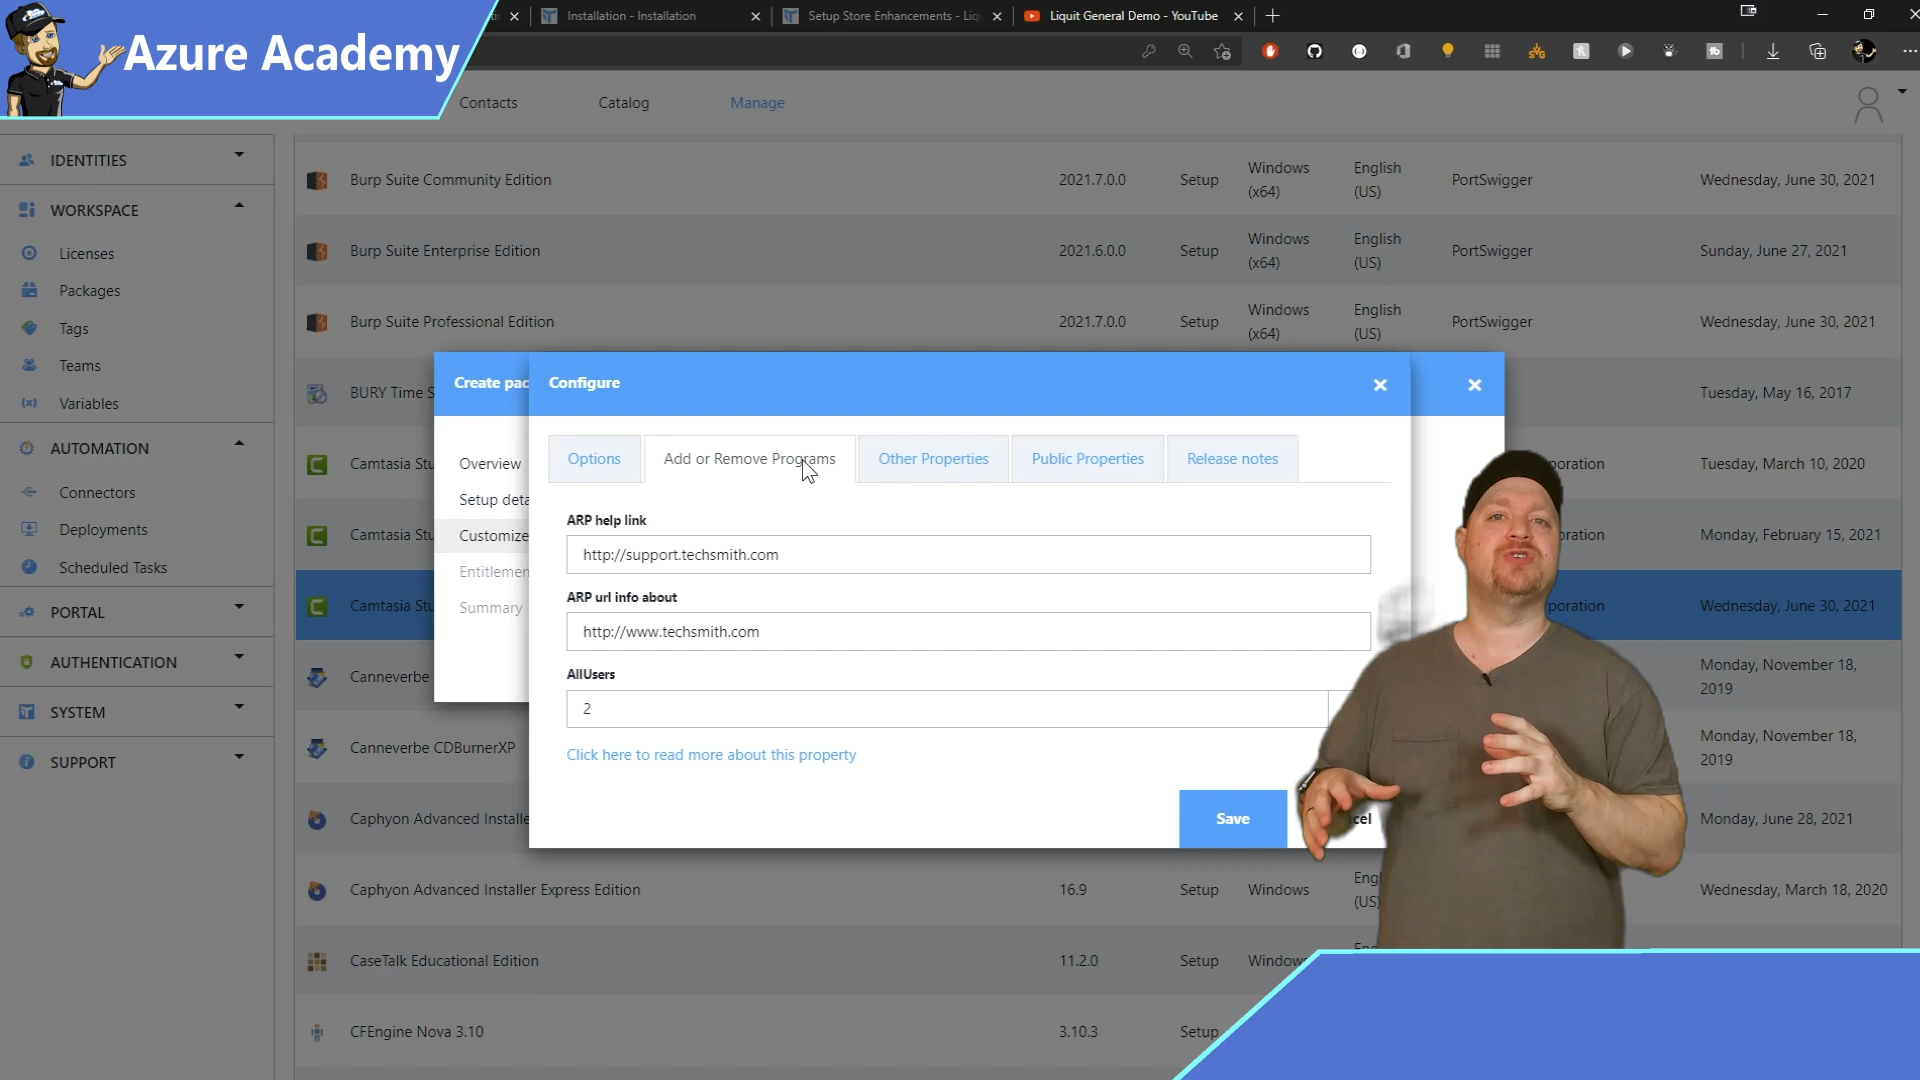 Azure Academy
Installation - Installation
Setup Store Enhancements - Liq
Liquit General Demo - YouTube
Contacts
Catalog
Manage
IDENTITIES
WORKSPACE
Licenses
Packages
Tags
Teams
Variables
AUTOMATION
Connectors
Deployments
Scheduled Tasks
PORTAL
AUTHENTICATION
SYSTEM
SUPPORT
Burp Suite Community Edition 2021.7.0.0 Setup Windows (x64) English (US) PortSwigger Wednesday, June 30, 2021
Burp Suite Enterprise Edition 2021.6.0.0 Setup Windows (x64) English (US) PortSwigger Sunday, June 27, 2021
Burp Suite Professional Edition 2021.7.0.0 Setup Windows (x64) English (US) PortSwigger Wednesday, June 30, 2021
BURY Time S Tuesday, May 16, 2017
Camtasia Stu poration Tuesday, March 10, 2020
Camtasia Stu oration Monday, February 15, 2021
Camtasia Stu poration Wednesday, June 30, 2021
Canneverbe Monday, November 18, 2019
Canneverbe CDBurnerXP Monday, November 18, 2019
Caphyon Advanced Installe Monday, June 28, 2021
Caphyon Advanced Installer Express Edition 16.9 Setup Windows Engl (US) Wednesday, March 18, 2020
CaseTalk Educational Edition 11.2.0 Setup Windows
CFEngine Nova 3.10 3.10.3 Setup
Create pac
Overview
Setup deta
Customize
Entitlemen
Summary
Configure
Options
Add or Remove Programs
Other Properties
Public Properties
Release notes
ARP help link
http://support.techsmith.com
ARP url info about
http://www.techsmith.com
AllUsers
2
Click here to read more about this property
Save
cel